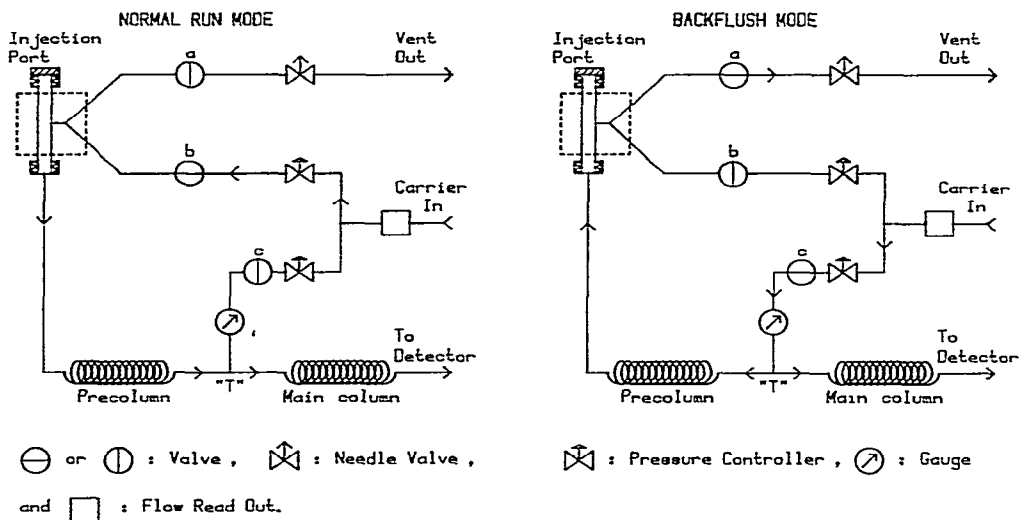 NORMAL RUN MODE
Injection
Port
a
Vent
Out
b
Carrier
In
c
To
Detector
Precolumn
"T"
Main column
BACKFLUSH MODE
Injection
Port
a
Vent
Out
b
Carrier
In
c
To
Detector
Precolumn
"T"
Main column
or : Valve , : Needle Valve , : Pressure Controller , : Gauge
and : Flow Read Out.